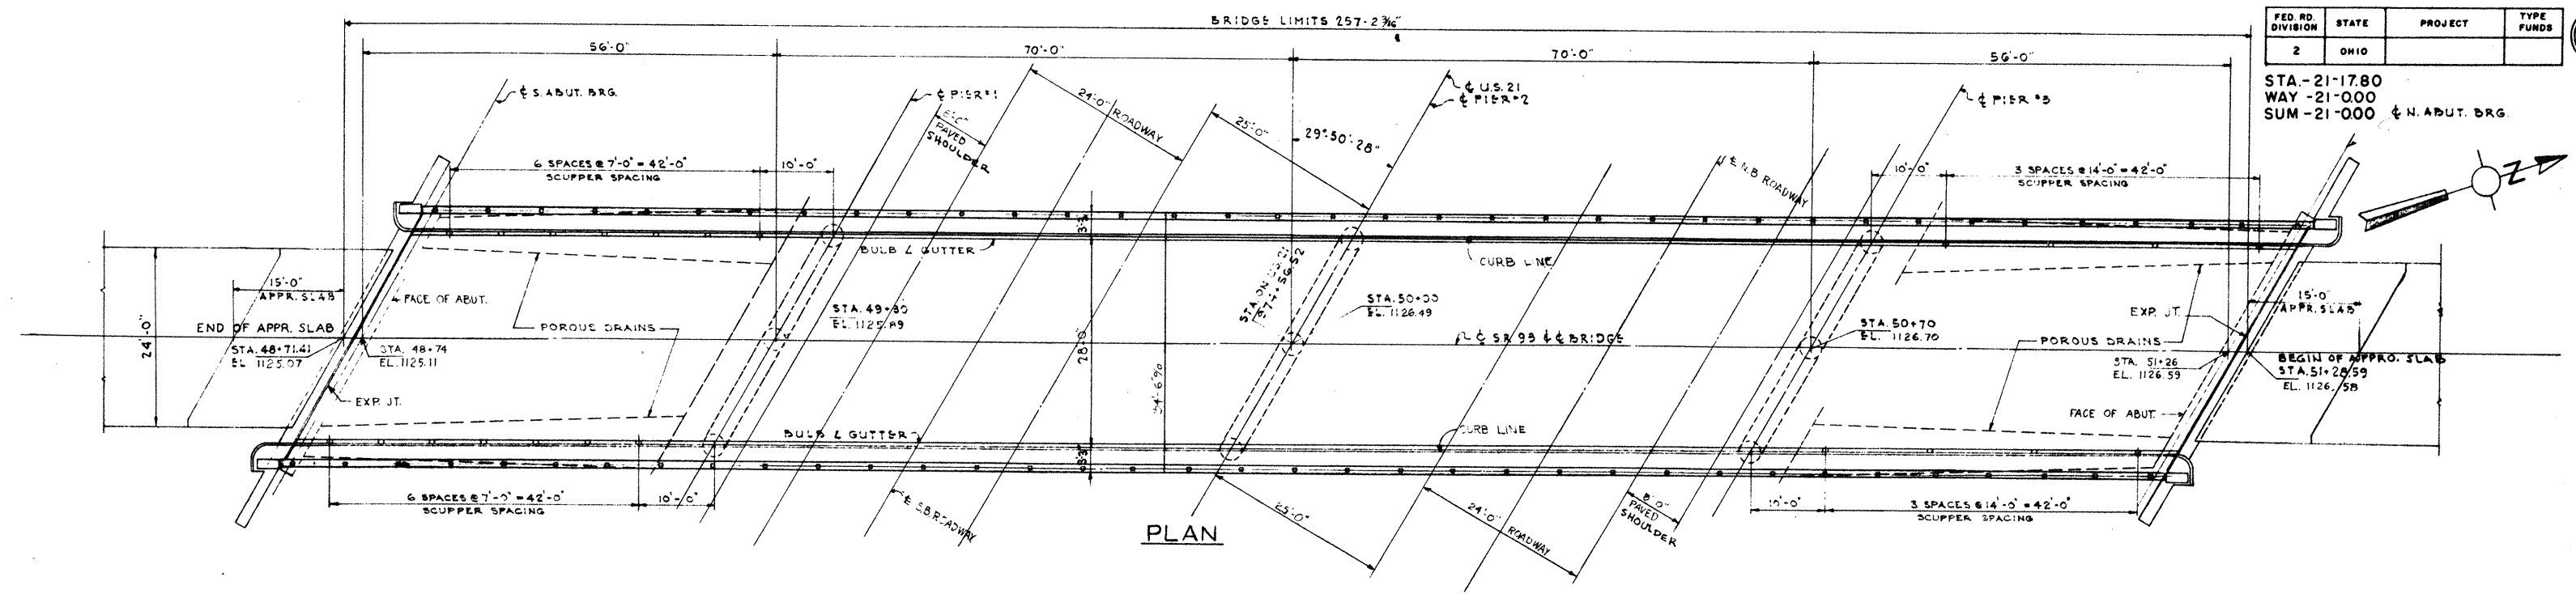 BRIDGE LIMITS 257-2 3/16"
FED. RD. DIVISION STATE PROJECT TYPE FUNDS
2 OHIO
STA.-21-17.80
WAY -21-0.00
SUM -21-0.00
℄ N. ABUT. BRG.
56'-0"
70'-0"
70'-0"
56'-0"
℄ S. ABUT. BRG.
℄ PIER #1
PAVED
SHOULDER
24'-0" ROADWAY
25'-0"
29°-50'-28"
℄ U.S. 21
℄ PIER #2
℄ N.B. ROADWAY
℄ PIER #3
6 SPACES @ 7'-0" = 42'-0"
SCUPPER SPACING
10'-0"
10'-0"
3 SPACES @ 14'-0" = 42'-0"
SCUPPER SPACING
Z
3'-3"
BULB L GUTTER
CURB LINE
15'-0"
APPR. SLAB
FACE OF ABUT.
24'-0"
END OF APPR. SLAB
STA. 48+71.41
EL. 1125.07
STA. 48+74
EL. 1125.11
EXP. JT.
POROUS DRAINS
STA. 49+30
EL. 1125.89
28'-0"
STA. ON U.S. 21
STA. 50+00
EL. 1126.49
℄ S.R. 93 & ℄ BRIDGE
STA. 50+70
EL. 1126.70
POROUS DRAINS
EXP. JT.
15'-0"
APPR. SLAB
STA. 51+26
EL. 1126.59
BEGIN OF APPRO. SLAB
STA. 51+28.59
EL. 1126.58
FACE OF ABUT.
BULB L GUTTER
CURB LINE
3'-3"
6 SPACES @ 7'-0" = 42'-0"
SCUPPER SPACING
10'-0"
℄ S.B. ROADWAY
PLAN
25'-0"
24'-0" ROADWAY
8'-0"
PAVED
SHOULDER
10'-0"
3 SPACES @ 14'-0" = 42'-0"
SCUPPER SPACING